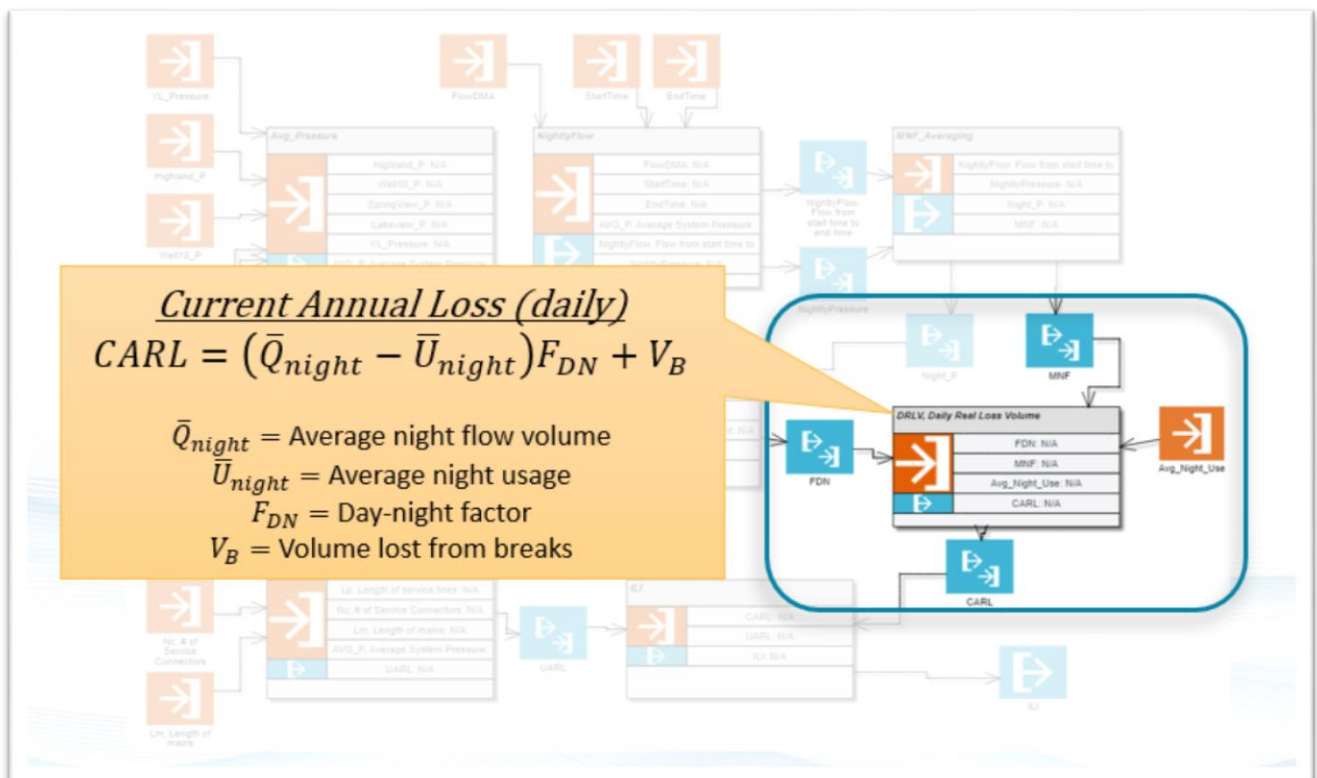 YL_Pressure
FlowDMA
StartTime
EndTime
Avg_Pressure
NightlyFlow
MNF_Averaging
Highland_P
Highland_P: N/A
Well10_P: N/A
SpringView_P: N/A
Lakeview_P: N/A
YL_Pressure: N/A
AVG_P, Average System Pressure
FlowDMA: N/A
StartTime: N/A
EndTime: N/A
AVG_P, Average System Pressure
NightlyFlow, Flow from start time to
NightlyPressure: N/A
NightlyFlow,
Flow from
start time to
end time
NightlyFlow, Flow from start time to
NightlyPressure: N/A
Night_P: N/A
MNF: N/A
Well10_P
NightlyPressure
Current Annual Loss (daily)
CARL = (Q̄night − Ūnight)FDN + VB
Q̄night = Average night flow volume
Ūnight = Average night usage
FDN = Day-night factor
VB = Volume lost from breaks
Night_P
MNF
DRLV, Daily Real Loss Volume
FDN: N/A
MNF: N/A
Avg_Night_Use: N/A
CARL: N/A
FDN
Avg_Night_Use
CARL
Nc, # of
Service
Connectors
Lp, Length of service lines: N/A
Nc, # of Service Connectors: N/A
Lm, Length of mains: N/A
AVG_P, Average System Pressure:
UARL: N/A
UARL
ILI
CARL: N/A
UARL: N/A
ILI: N/A
ILI
Lm, Length of
mains